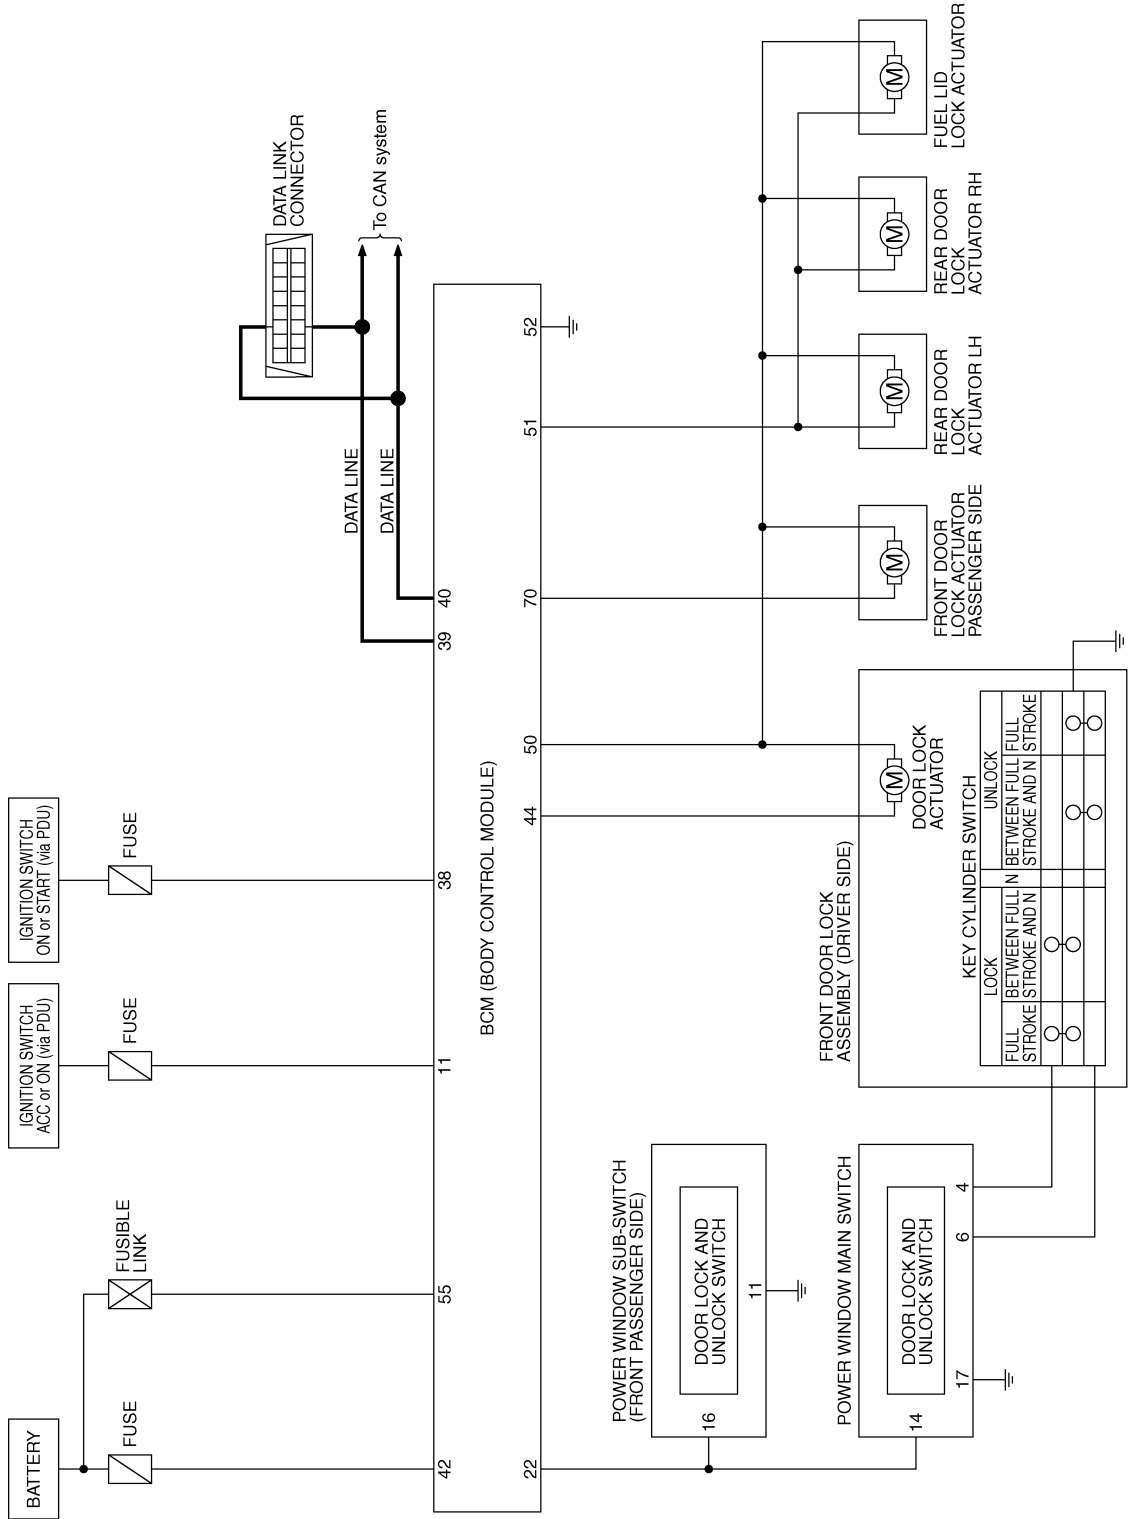 BATTERY
FUSE
FUSIBLE
LINK
IGNITION SWITCH
ACC or ON (via PDU)
FUSE
IGNITION SWITCH
ON or START (via PDU)
FUSE
DATA LINK
CONNECTOR
To CAN system
DATA LINE
DATA LINE
42
55
11
38
39
40
BCM (BODY CONTROL MODULE)
22
44
50
70
51
52
POWER WINDOW SUB-SWITCH
(FRONT PASSENGER SIDE)
DOOR LOCK AND
UNLOCK SWITCH
16
11
POWER WINDOW MAIN SWITCH
DOOR LOCK AND
UNLOCK SWITCH
14
17
6
4
FRONT DOOR LOCK
ASSEMBLY (DRIVER SIDE)
M
DOOR LOCK
ACTUATOR
KEY CYLINDER SWITCH
LOCK
N
UNLOCK
FULL
STROKE
BETWEEN FULL
STROKE AND N
BETWEEN FULL
STROKE AND N
FULL
STROKE
M
FRONT DOOR
LOCK ACTUATOR
PASSENGER SIDE
M
REAR DOOR
LOCK
ACTUATOR LH
M
REAR DOOR
LOCK
ACTUATOR RH
M
FUEL LID
LOCK ACTUATOR